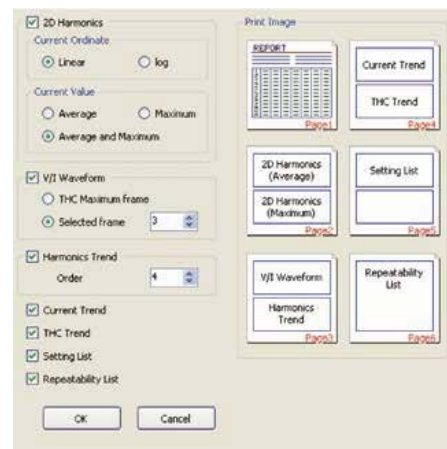 2D Harmonics
Current Ordinate
Linear
log
Current Value
Average
Maximum
Average and Maximum
V/I Waveform
THC Maximum frame
Selected frame
3
Harmonics Trend
Order
4
Current Trend
THC Trend
Setting List
Repeatability List
OK
Cancel
Print Image
REPORT
Page1
Current Trend
THC Trend
Page4
2D Harmonics
(Average)
2D Harmonics
(Maximum)
Page2
Setting List
Page5
V/I Waveform
Harmonics
Trend
Page3
Repeatability
List
Page6